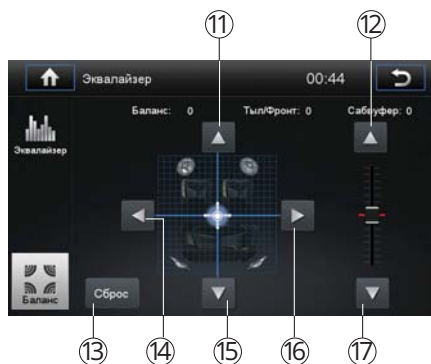 ⑪ ⑫
Эквалайзер 00:44
Баланс: 0 Тыл/Фронт: 0 Сабвуфер: 0
Эквалайзер
Баланс
Сброс
⑬ ⑭ ⑮ ⑯ ⑰